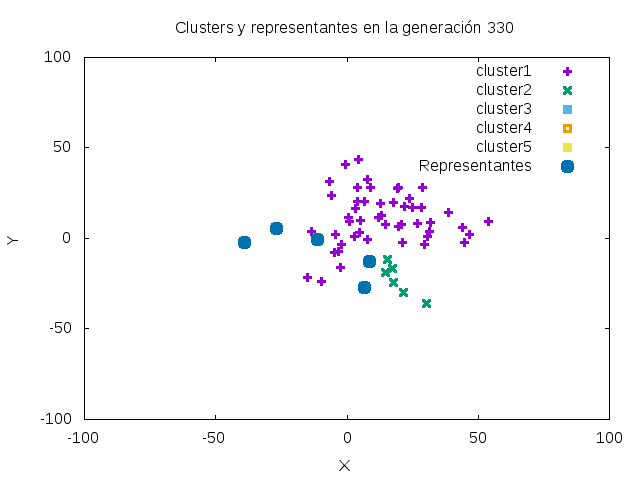 Clusters y representantes en la generación 330
100
50
0
-50
-100
Y
cluster1
cluster2
cluster3
cluster4
cluster5
Representantes
-100
-50
0
50
100
X